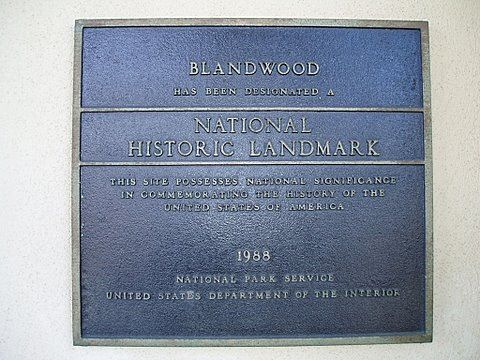 BLANDWOOD
HAS BEEN DESIGNATED A
NATIONAL
HISTORIC LANDMARK
THIS SITE POSSESSES NATIONAL SIGNIFICANCE
IN COMMEMORATING THE HISTORY OF THE
UNITED STATES OF AMERICA
1988
NATIONAL PARK SERVICE
UNITED STATES DEPARTMENT OF THE INTERIOR